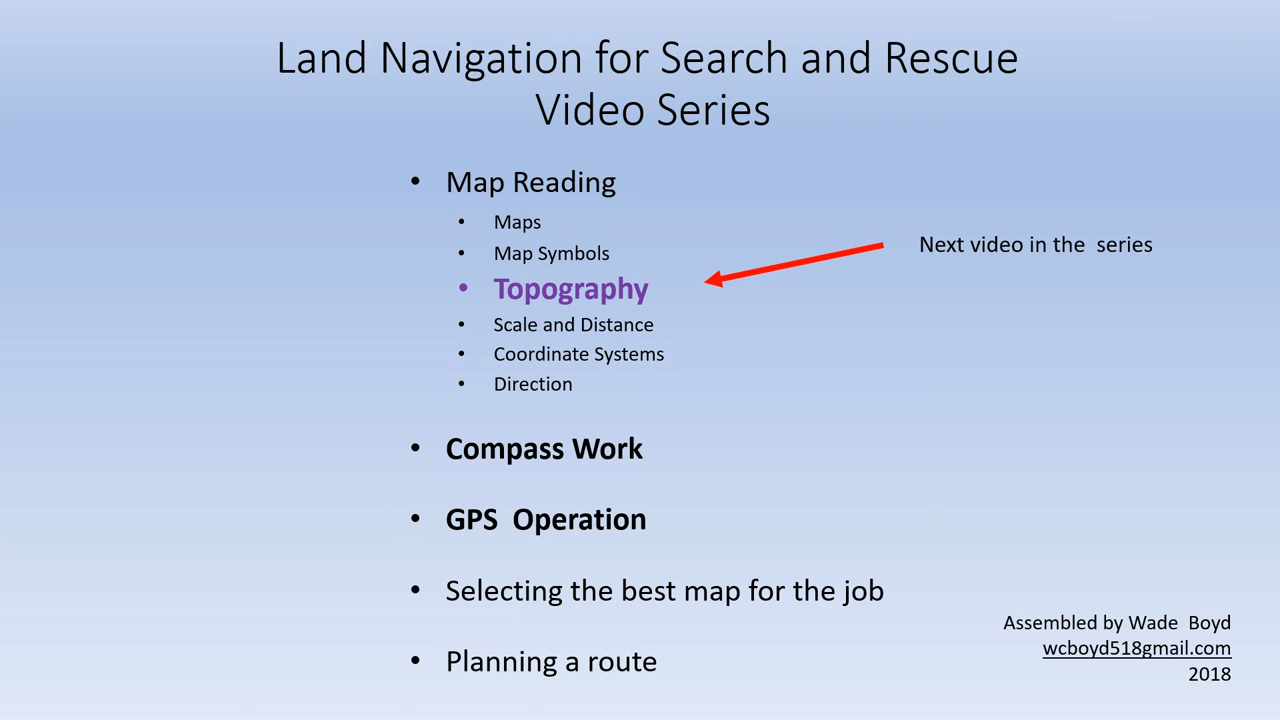 Land Navigation for Search and Rescue
Video Series
• Map Reading
• Maps
• Map Symbols
• Topography
Next video in the  series
• Scale and Distance
• Coordinate Systems
• Direction
• Compass Work
• GPS  Operation
• Selecting the best map for the job
• Planning a route
Assembled by Wade  Boyd
wcboyd518gmail.com
2018